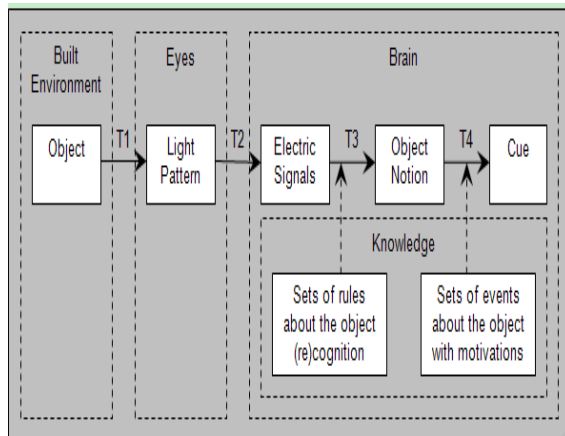 Built
Environment
Eyes
Brain
Object
T1
Light
Pattern
T2
Electric
Signals
T3
Object
Notion
T4
Cue
Knowledge
Sets of rules
about the object
(re)cognition
Sets of events
about the object
with motivations